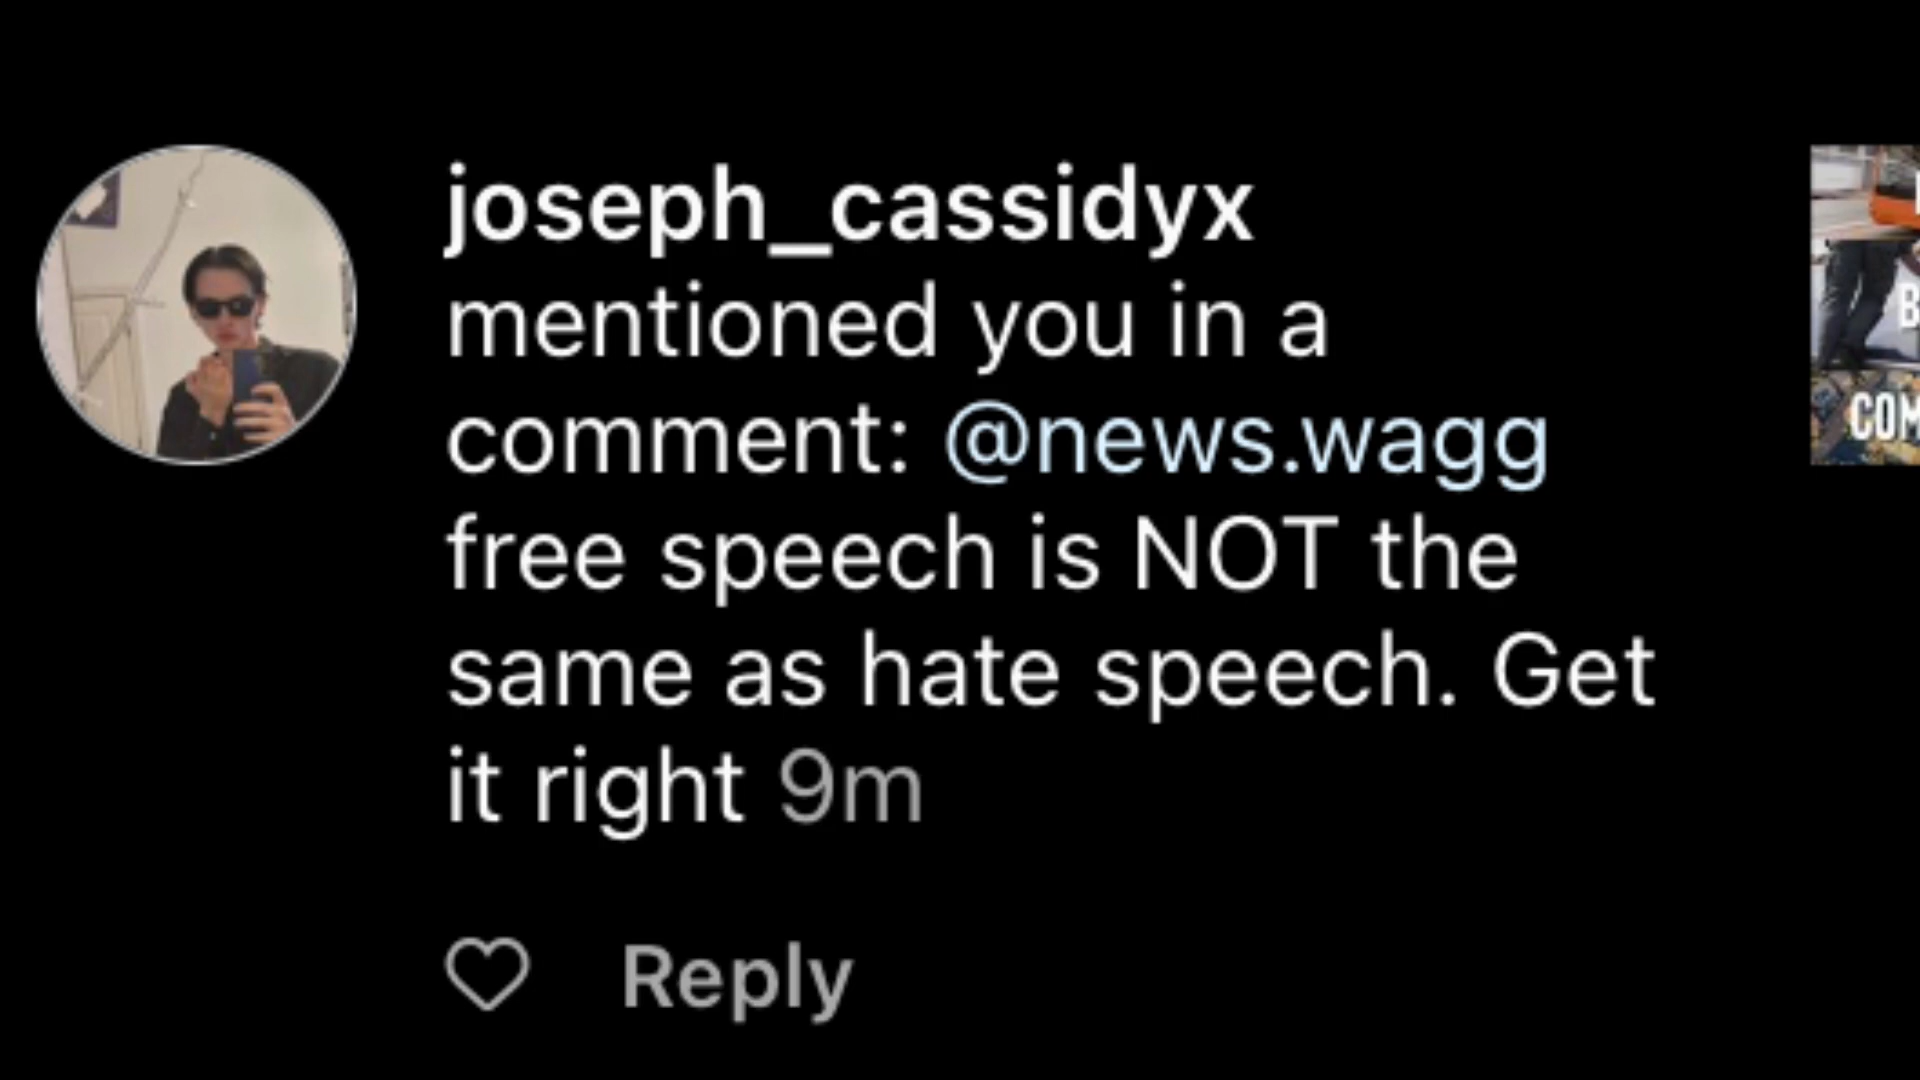 joseph_cassidyx
mentioned you in a
comment: @news.wagg
free speech is NOT the
same as hate speech. Get
it right 9m
Reply